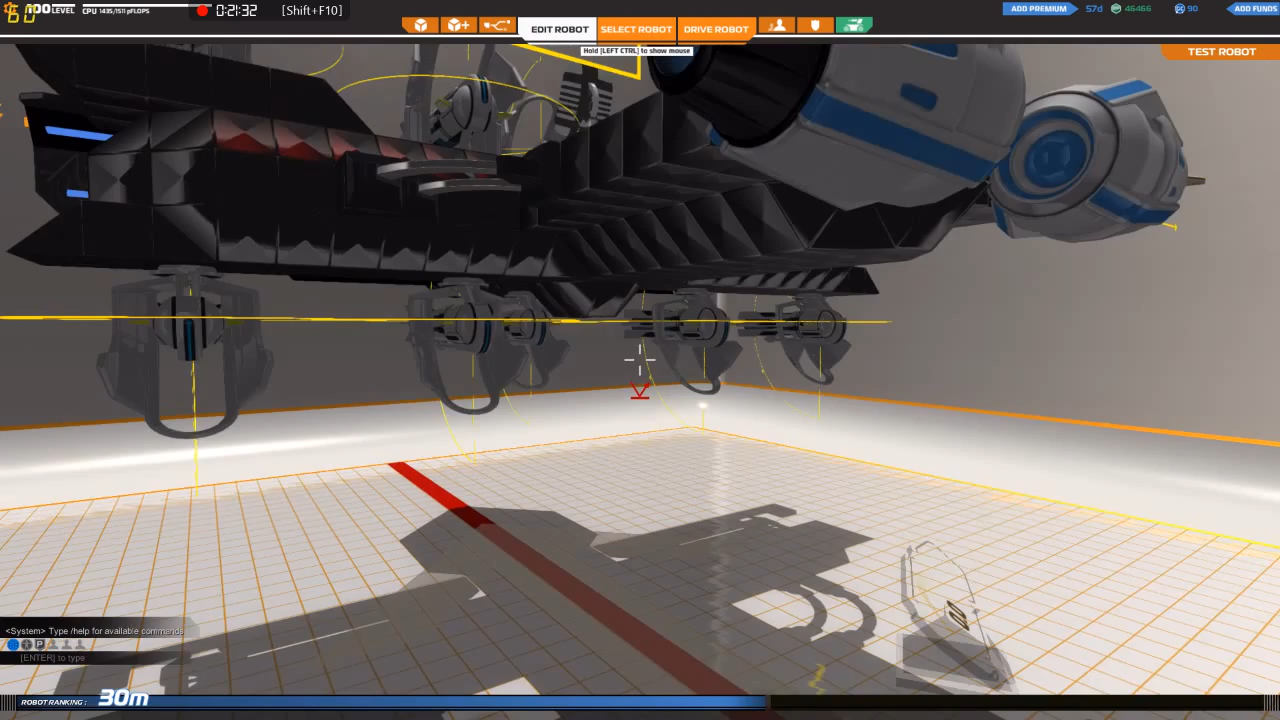 60
100 LEVEL CPU 1435/1511 pFLOPS
0:21:32 [Shift+F10]
ADD PREMIUM 57d 46466 90 ADD FUNDS
EDIT ROBOT SELECT ROBOT DRIVE ROBOT
Hold [LEFT CTRL] to show mouse
TEST ROBOT
<System> Type /help for available commands
P
[ENTER] to type
ROBOT RANKING : 30m